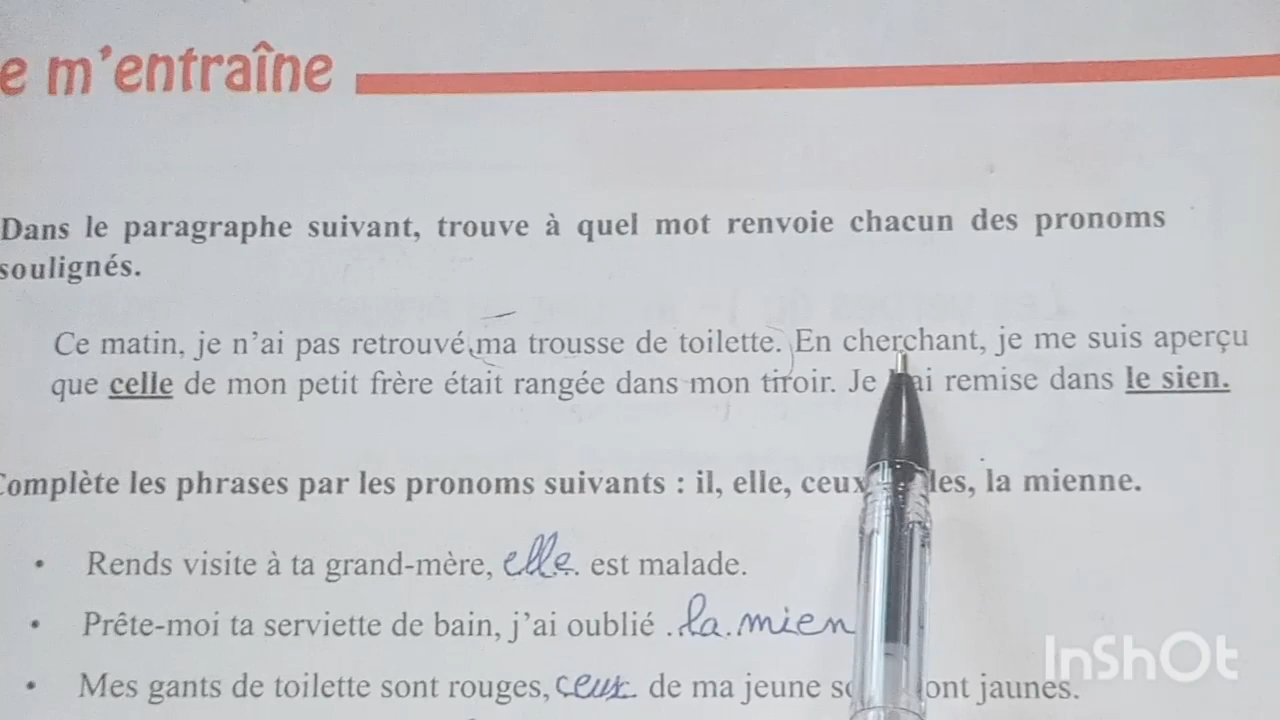 e m'entraîne
Dans le paragraphe suivant, trouve à quel mot renvoie chacun des pronoms
soulignés.
Ce matin, je n'ai pas retrouvé ma trousse de toilette. En cherchant, je me suis aperçu
que celle de mon petit frère était rangée dans mon tiroir. Je ai remise dans le sien.
Complète les phrases par les pronoms suivants : il, elle, ceux les, la mienne.
• Rends visite à ta grand-mère, elle. est malade.
• Prête-moi ta serviette de bain, j'ai oublié .la.mien
• Mes gants de toilette sont rouges, ceux de ma jeune ont jaunes.
InShOt